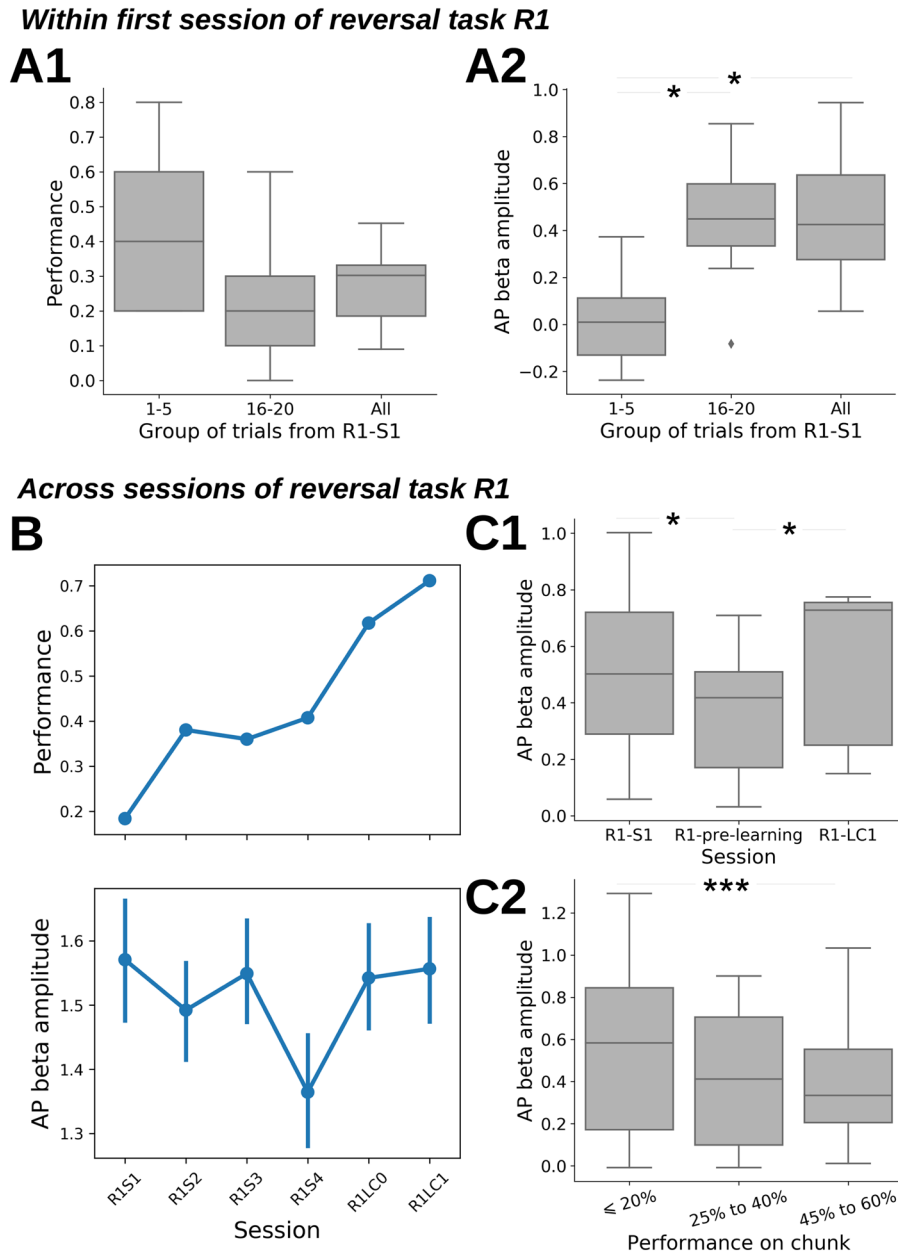 Within first session of reversal task R1
A1
A2
* *
0.8
0.7
0.6
0.5
0.4
0.3
0.2
0.1
0.0
Performance
1-5 16-20 All
Group of trials from R1-S1
1.0
0.8
0.6
0.4
0.2
0.0
−0.2
AP beta amplitude
1-5 16-20 All
Group of trials from R1-S1
Across sessions of reversal task R1
B
0.7
0.6
0.5
0.4
0.3
0.2
Performance
1.6
1.5
1.4
1.3
AP beta amplitude
R1S1 R1S2 R1S3 R1S4 R1LC0 R1LC1
Session
C1
* *
1.0
0.8
0.6
0.4
0.2
0.0
AP beta amplitude
R1-S1 R1-pre-learning R1-LC1
Session
C2
***
1.2
1.0
0.8
0.6
0.4
0.2
0.0
AP beta amplitude
⩽ 20% 25% to 40% 45% to 60%
Performance on chunk